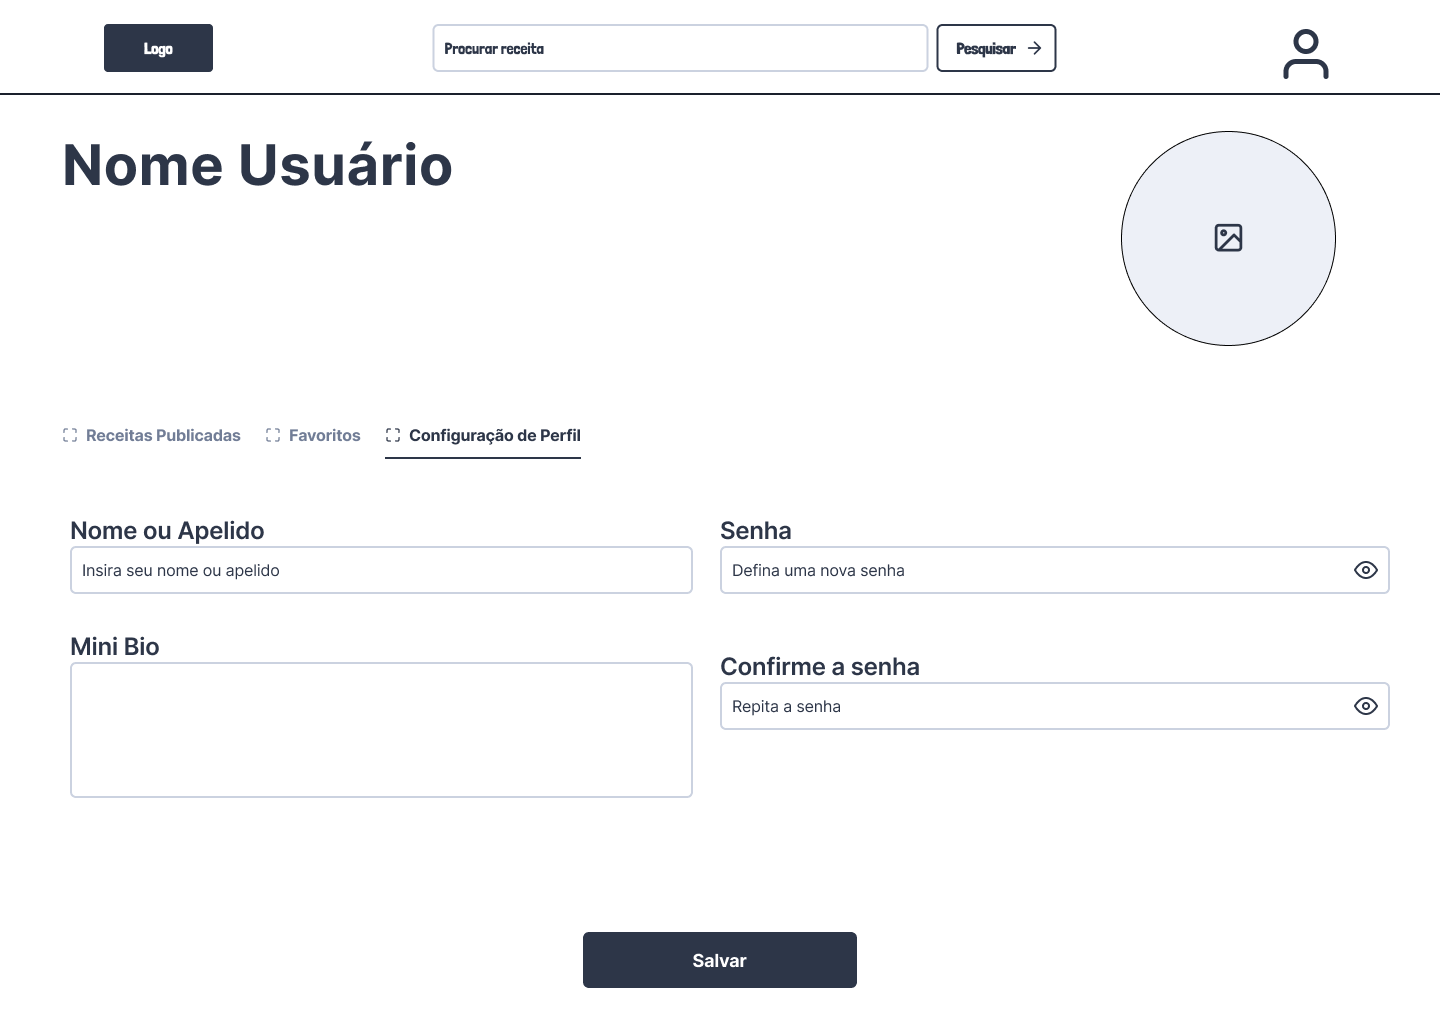 Logo
Procurar receita
Pesquisar
Nome Usuário
Receitas Publicadas
Favoritos
Configuração de Perfil
Nome ou Apelido
Insira seu nome ou apelido
Senha
Defina uma nova senha
Mini Bio
Confirme a senha
Repita a senha
Salvar